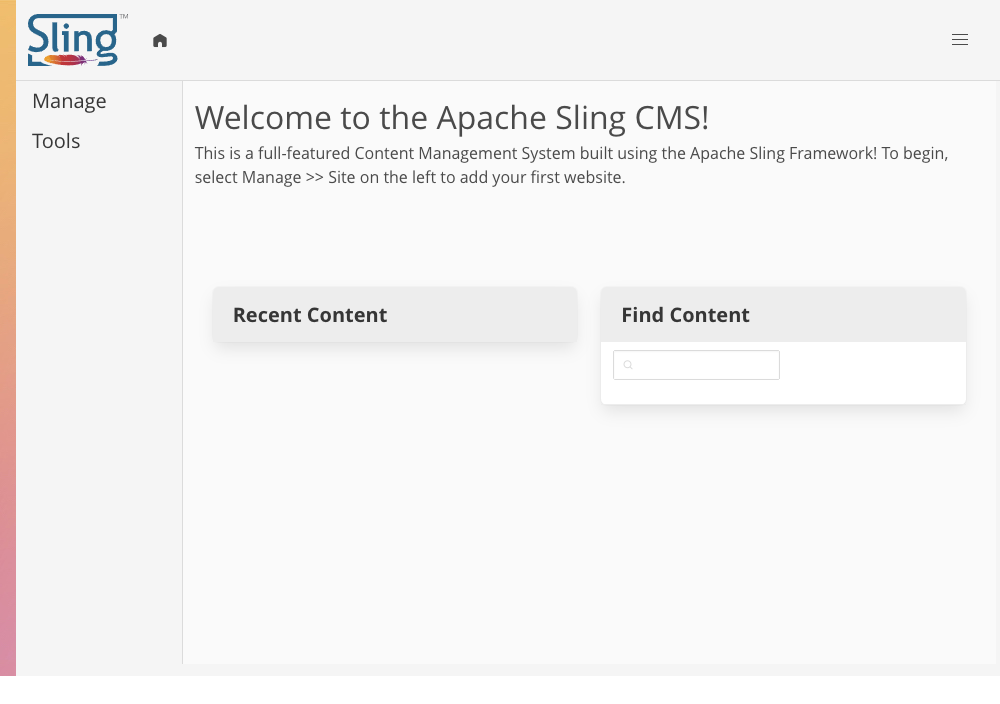 Sling™
Manage
Tools
Welcome to the Apache Sling CMS!
This is a full-featured Content Management System built using the Apache Sling Framework! To begin,
select Manage >> Site on the left to add your first website.
Recent Content
Find Content